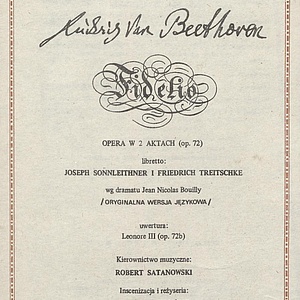 Ludwig van Beethoven
Fidelio
OPERA W 2 AKTACH (op. 72)
libretto:
JOSEPH SONNLEITHNER I FRIEDRICH TREITSCHKE
wg dramatu Jean Nicolas Bouilly
/ORYGINALNA WERSJA JĘZYKOWA/
uwertura:
Leonore III (op. 72b)
Kierownictwo muzyczne:
ROBERT SATANOWSKI
Inscenizacja i reżyseria: